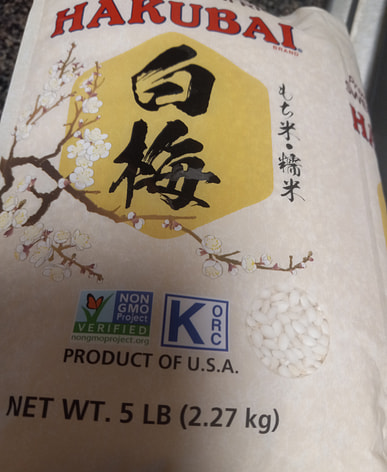 HAKUBAI
BRAND
白梅
もち米・糯米
NON
GMO
Project
VERIFIED
nongmoproject.org
K
ORC
PRODUCT OF U.S.A.
NET WT. 5 LB (2.27 kg)